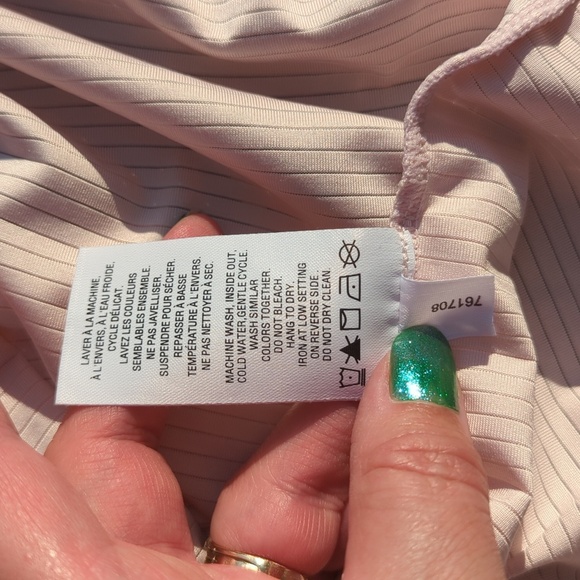 LAVER À LA MACHINE,
À L'ENVERS, À L'EAU FROIDE,
CYCLE DÉLICAT.
LAVEZ LES COULEURS
SEMBLABLES ENSEMBLE.
NE PAS JAVELLISER.
SUSPENDRE POUR SÉCHER.
REPASSER À BASSE
TEMPÉRATURE À L'ENVERS.
NE PAS NETTOYER À SEC.
MACHINE WASH, INSIDE OUT,
COLD WATER, GENTLE CYCLE.
WASH SIMILAR
COLORS TOGETHER.
DO NOT BLEACH.
HANG TO DRY.
IRON AT LOW SETTING
ON REVERSE SIDE.
DO NOT DRY CLEAN.
761708